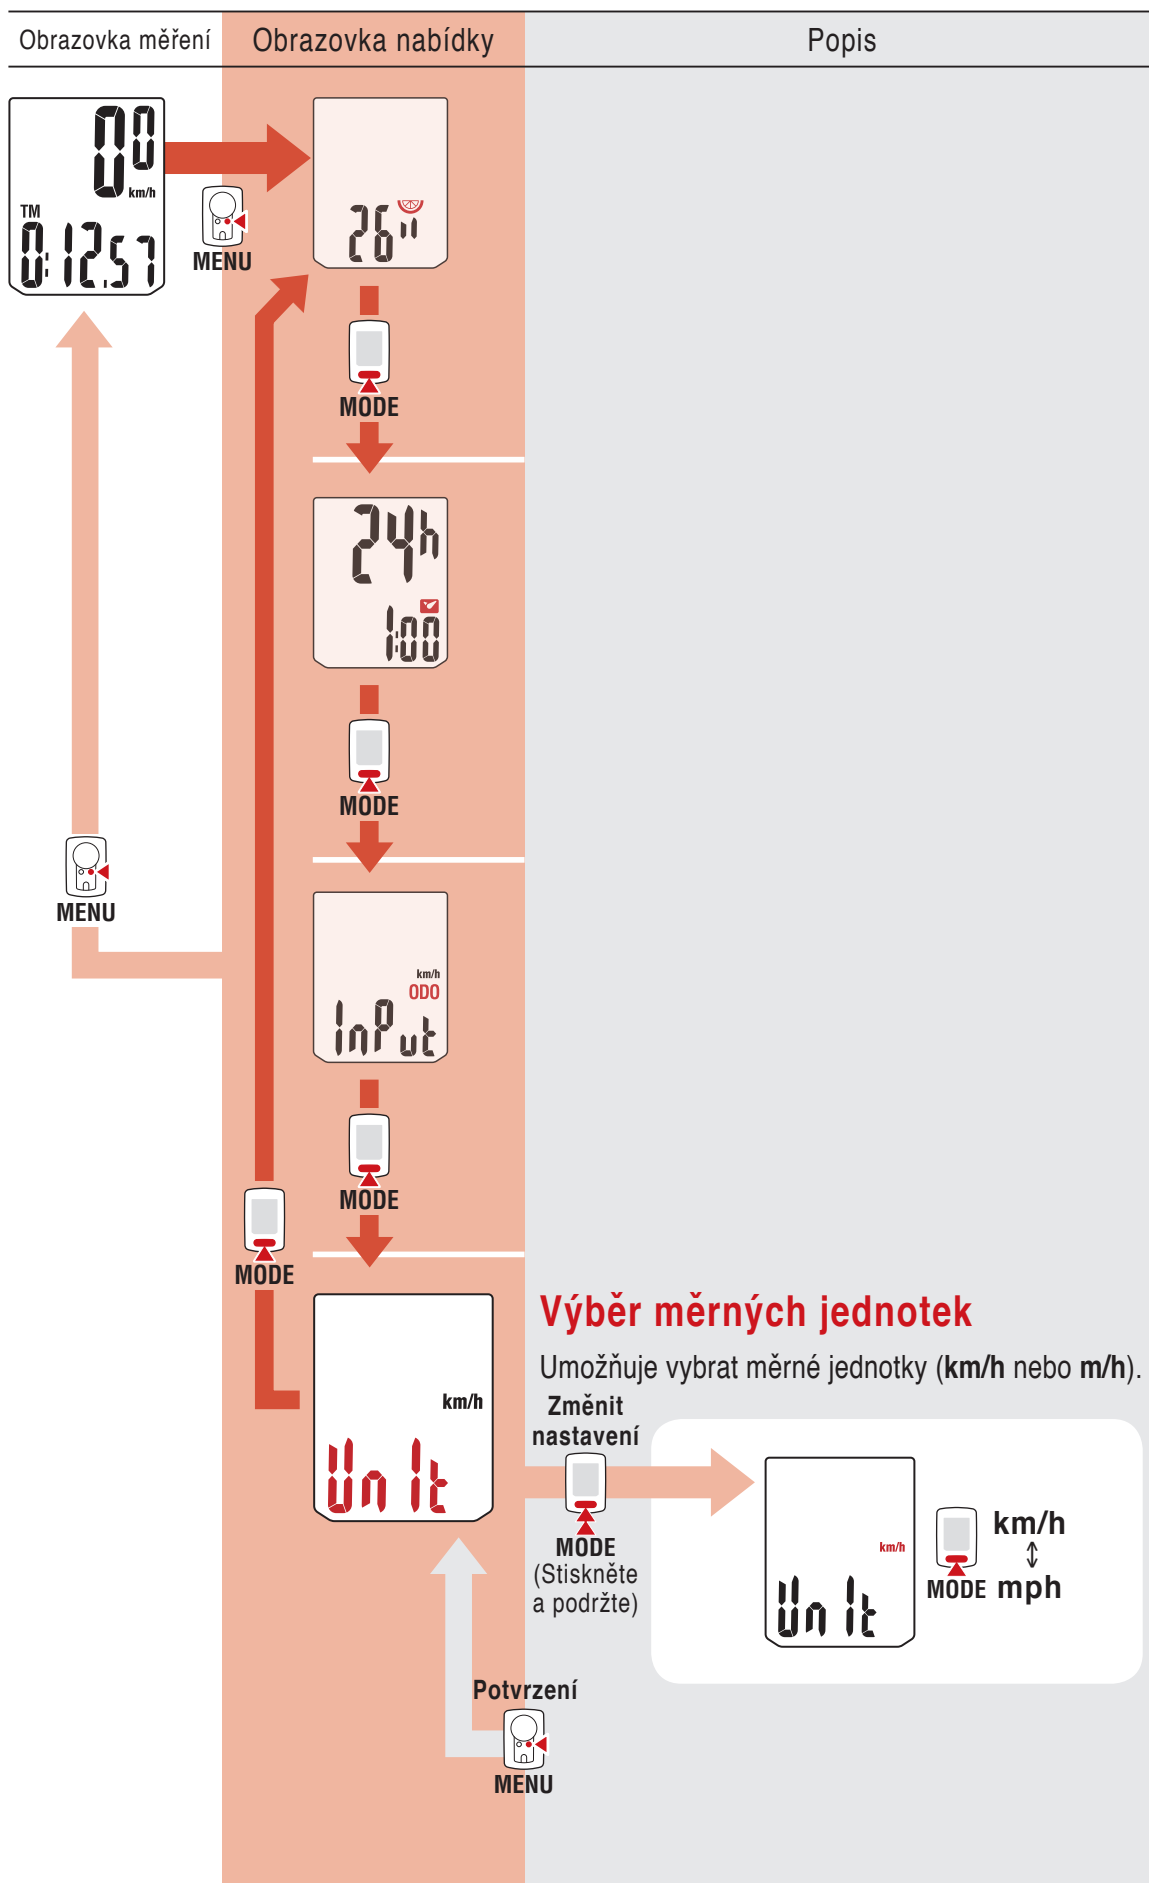 Obrazovka měření
Obrazovka nabídky
Popis
00
km/h
TM
0:12.57
MENU
26"
MODE
24h
1:00
MODE
MENU
km/h
ODO
InPut
MODE
MODE
Výběr měrných jednotek
Umožňuje vybrat měrné jednotky (km/h nebo m/h).
km/h
UnIt
Změnit
nastavení
MODE
(Stiskněte
a podržte)
km/h
UnIt
MODE
km/h
mph
Potvrzení
MENU